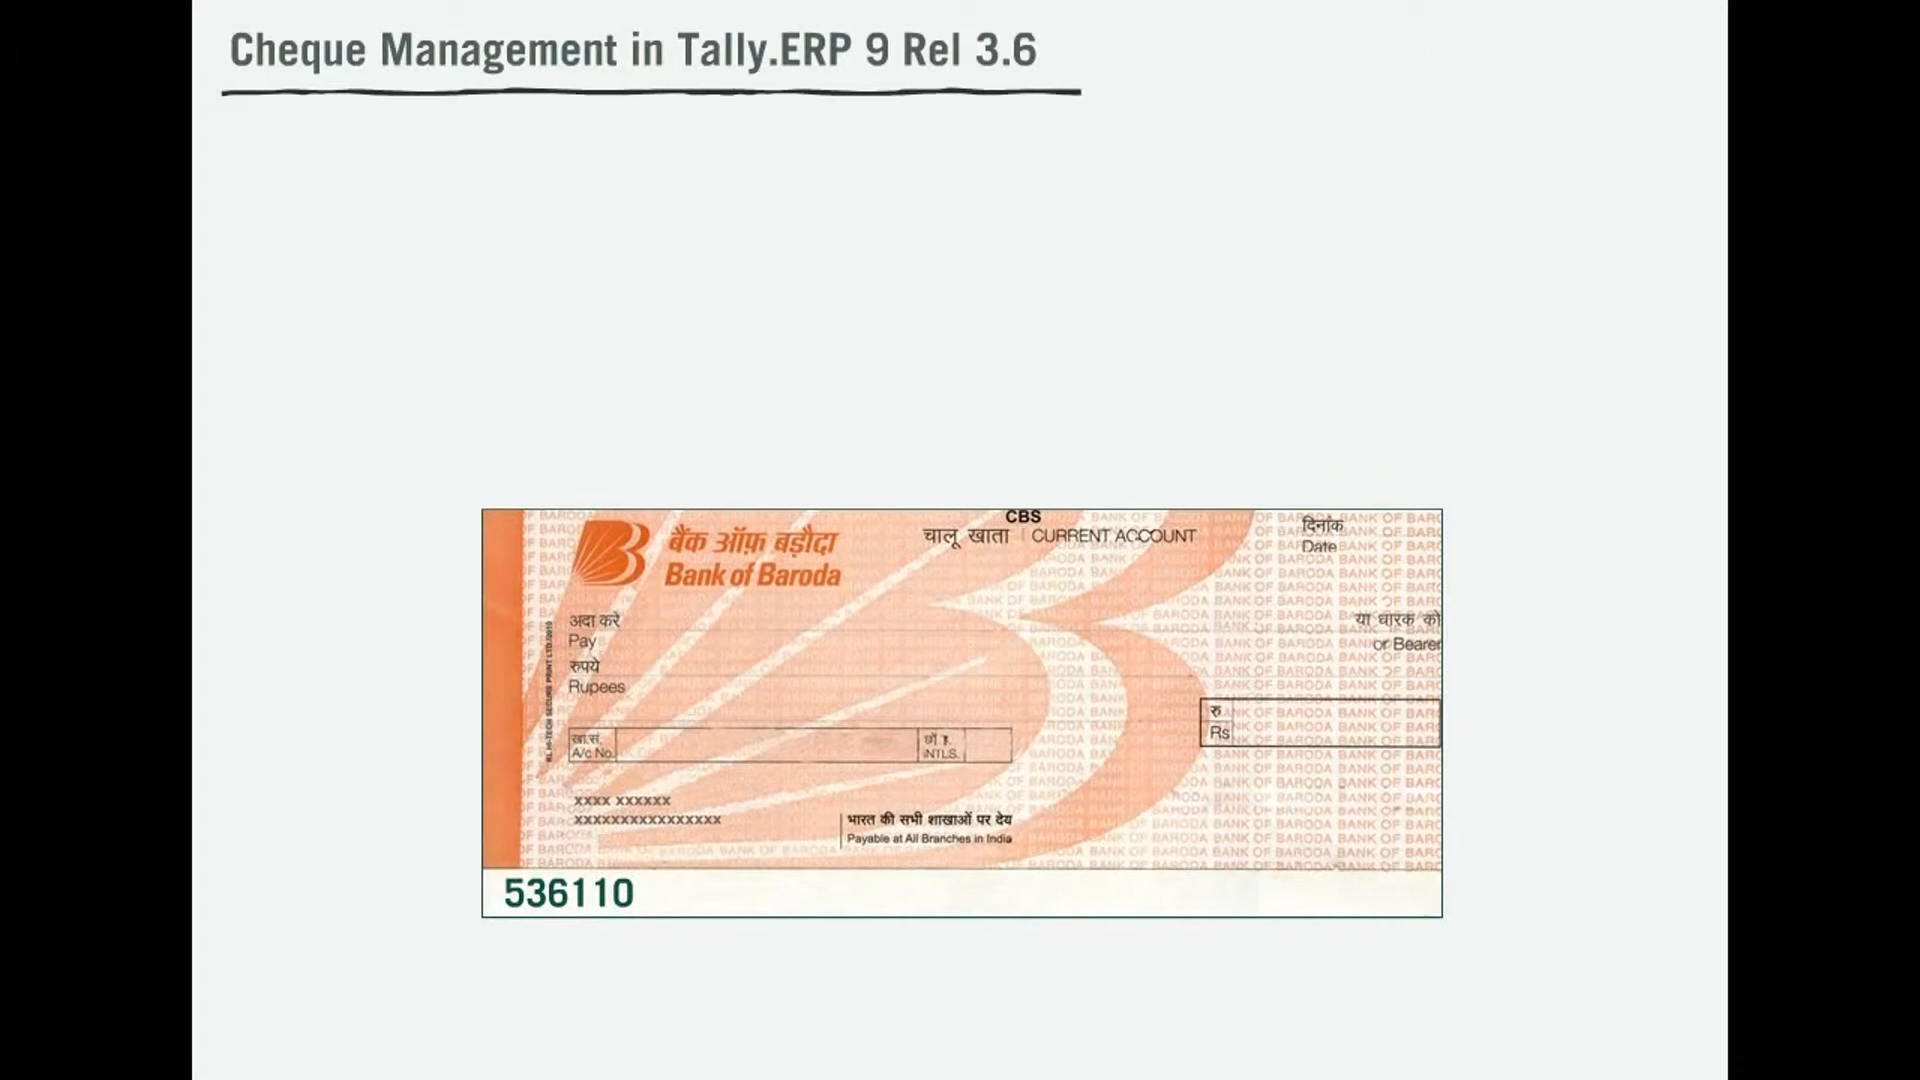 Cheque Management in Tally.ERP 9 Rel 3.6
CBS
बैंक ऑफ़ बड़ौदा
Bank of Baroda
चालू खाता | CURRENT ACCOUNT
दिनांक
Date
अदा करे
Pay
या धारक को
or Bearer
रुपये
Rupees
रु
Rs
खा.सं.
A/c No.
INTLS.
XXXX XXXXXX
XXXXXXXXXXXXXXXX
भारत की सभी शाखाओं पर देय
Payable at All Branches in India
536110